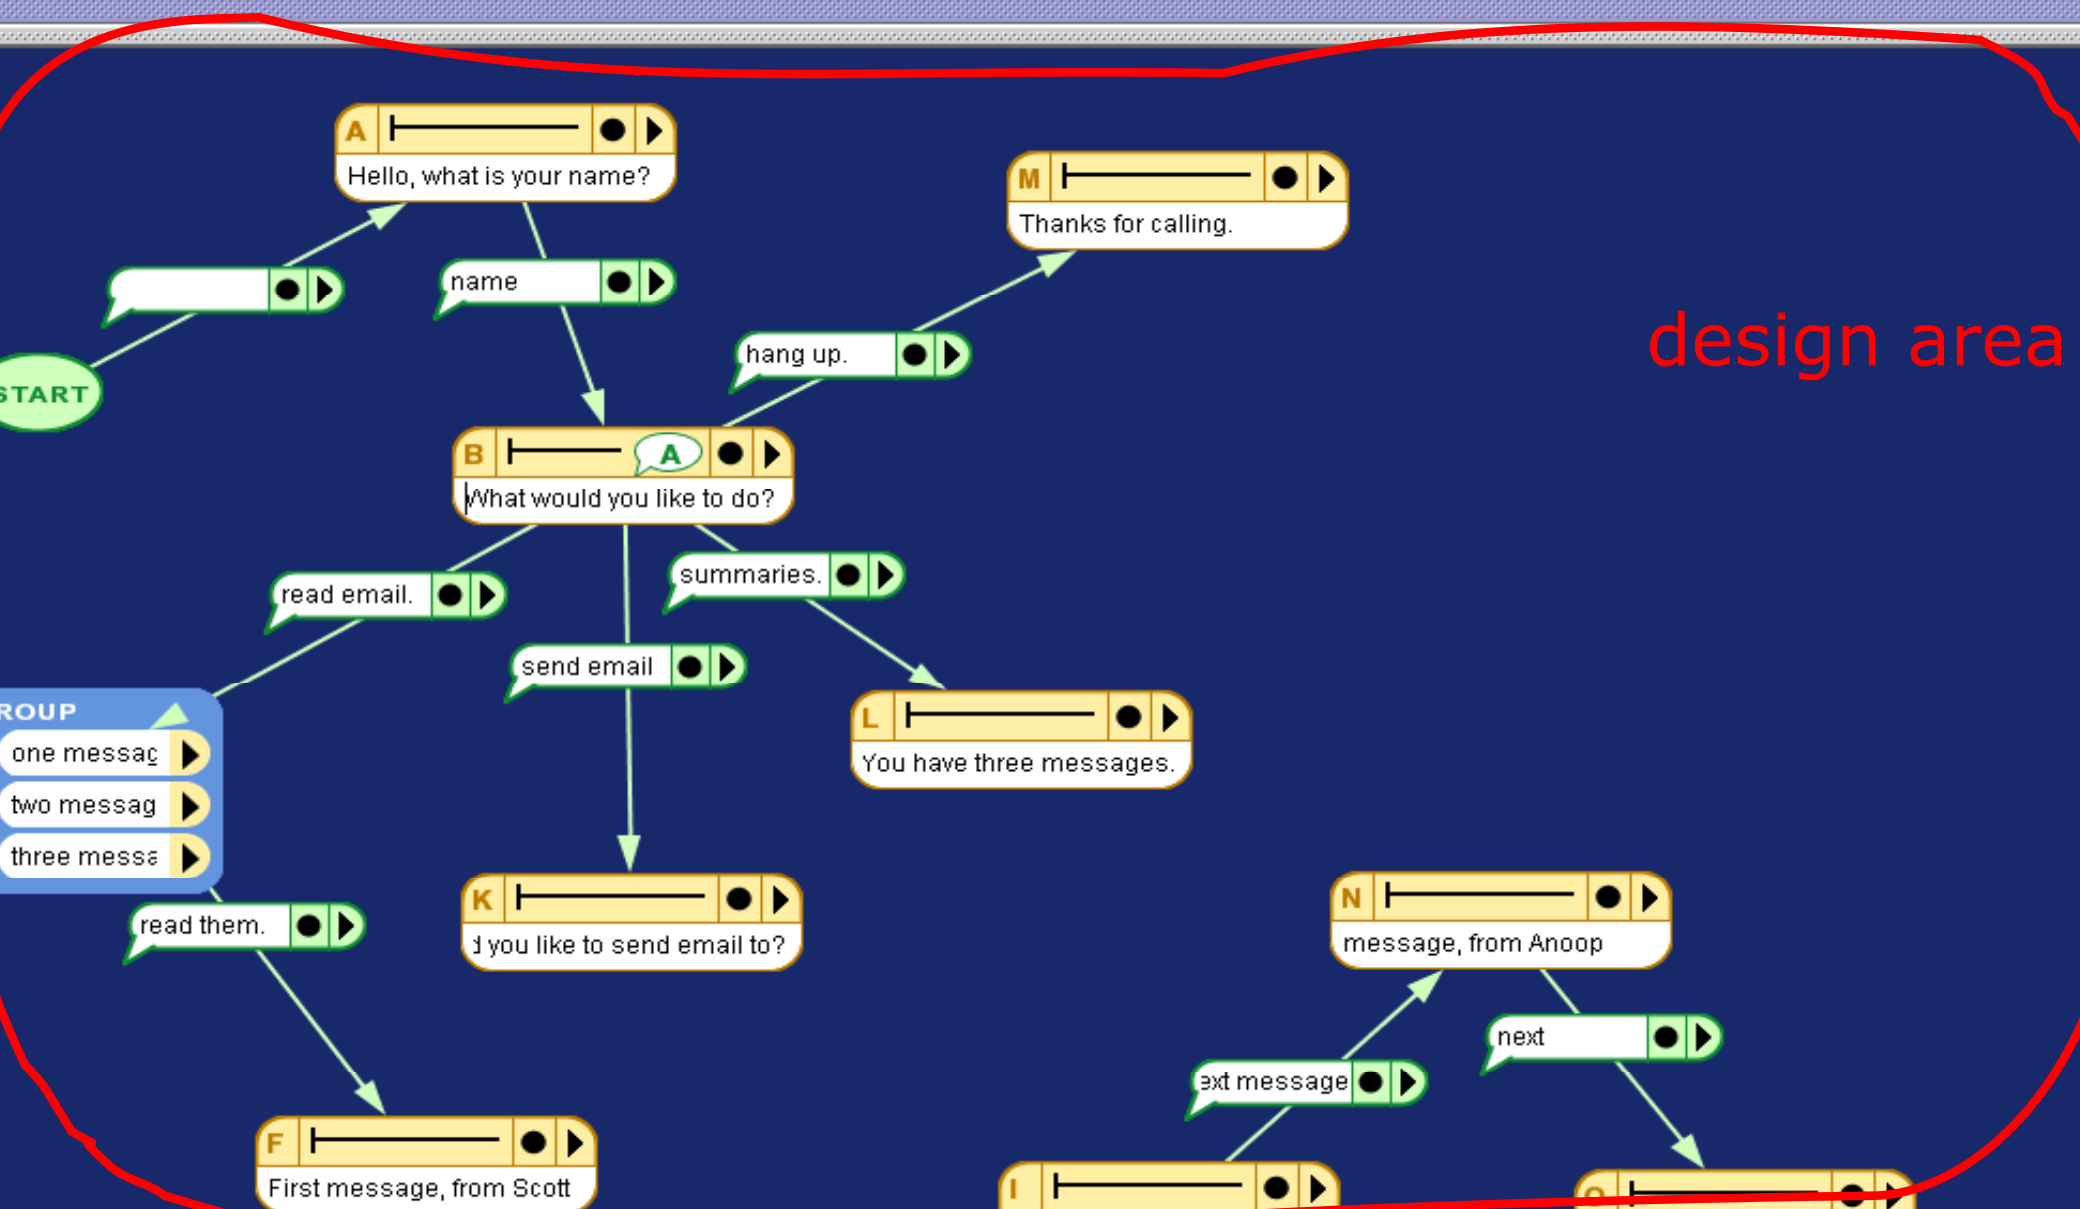 A
Hello, what is your name?
M
Thanks for calling.
name
hang up.
design area
START
B
A
What would you like to do?
read email.
summaries.
send email
ROUP
one messag
two messag
three messa
L
You have three messages.
K
d you like to send email to?
N
message, from Anoop
read them.
next
ext message
F
First message, from Scott
I
O